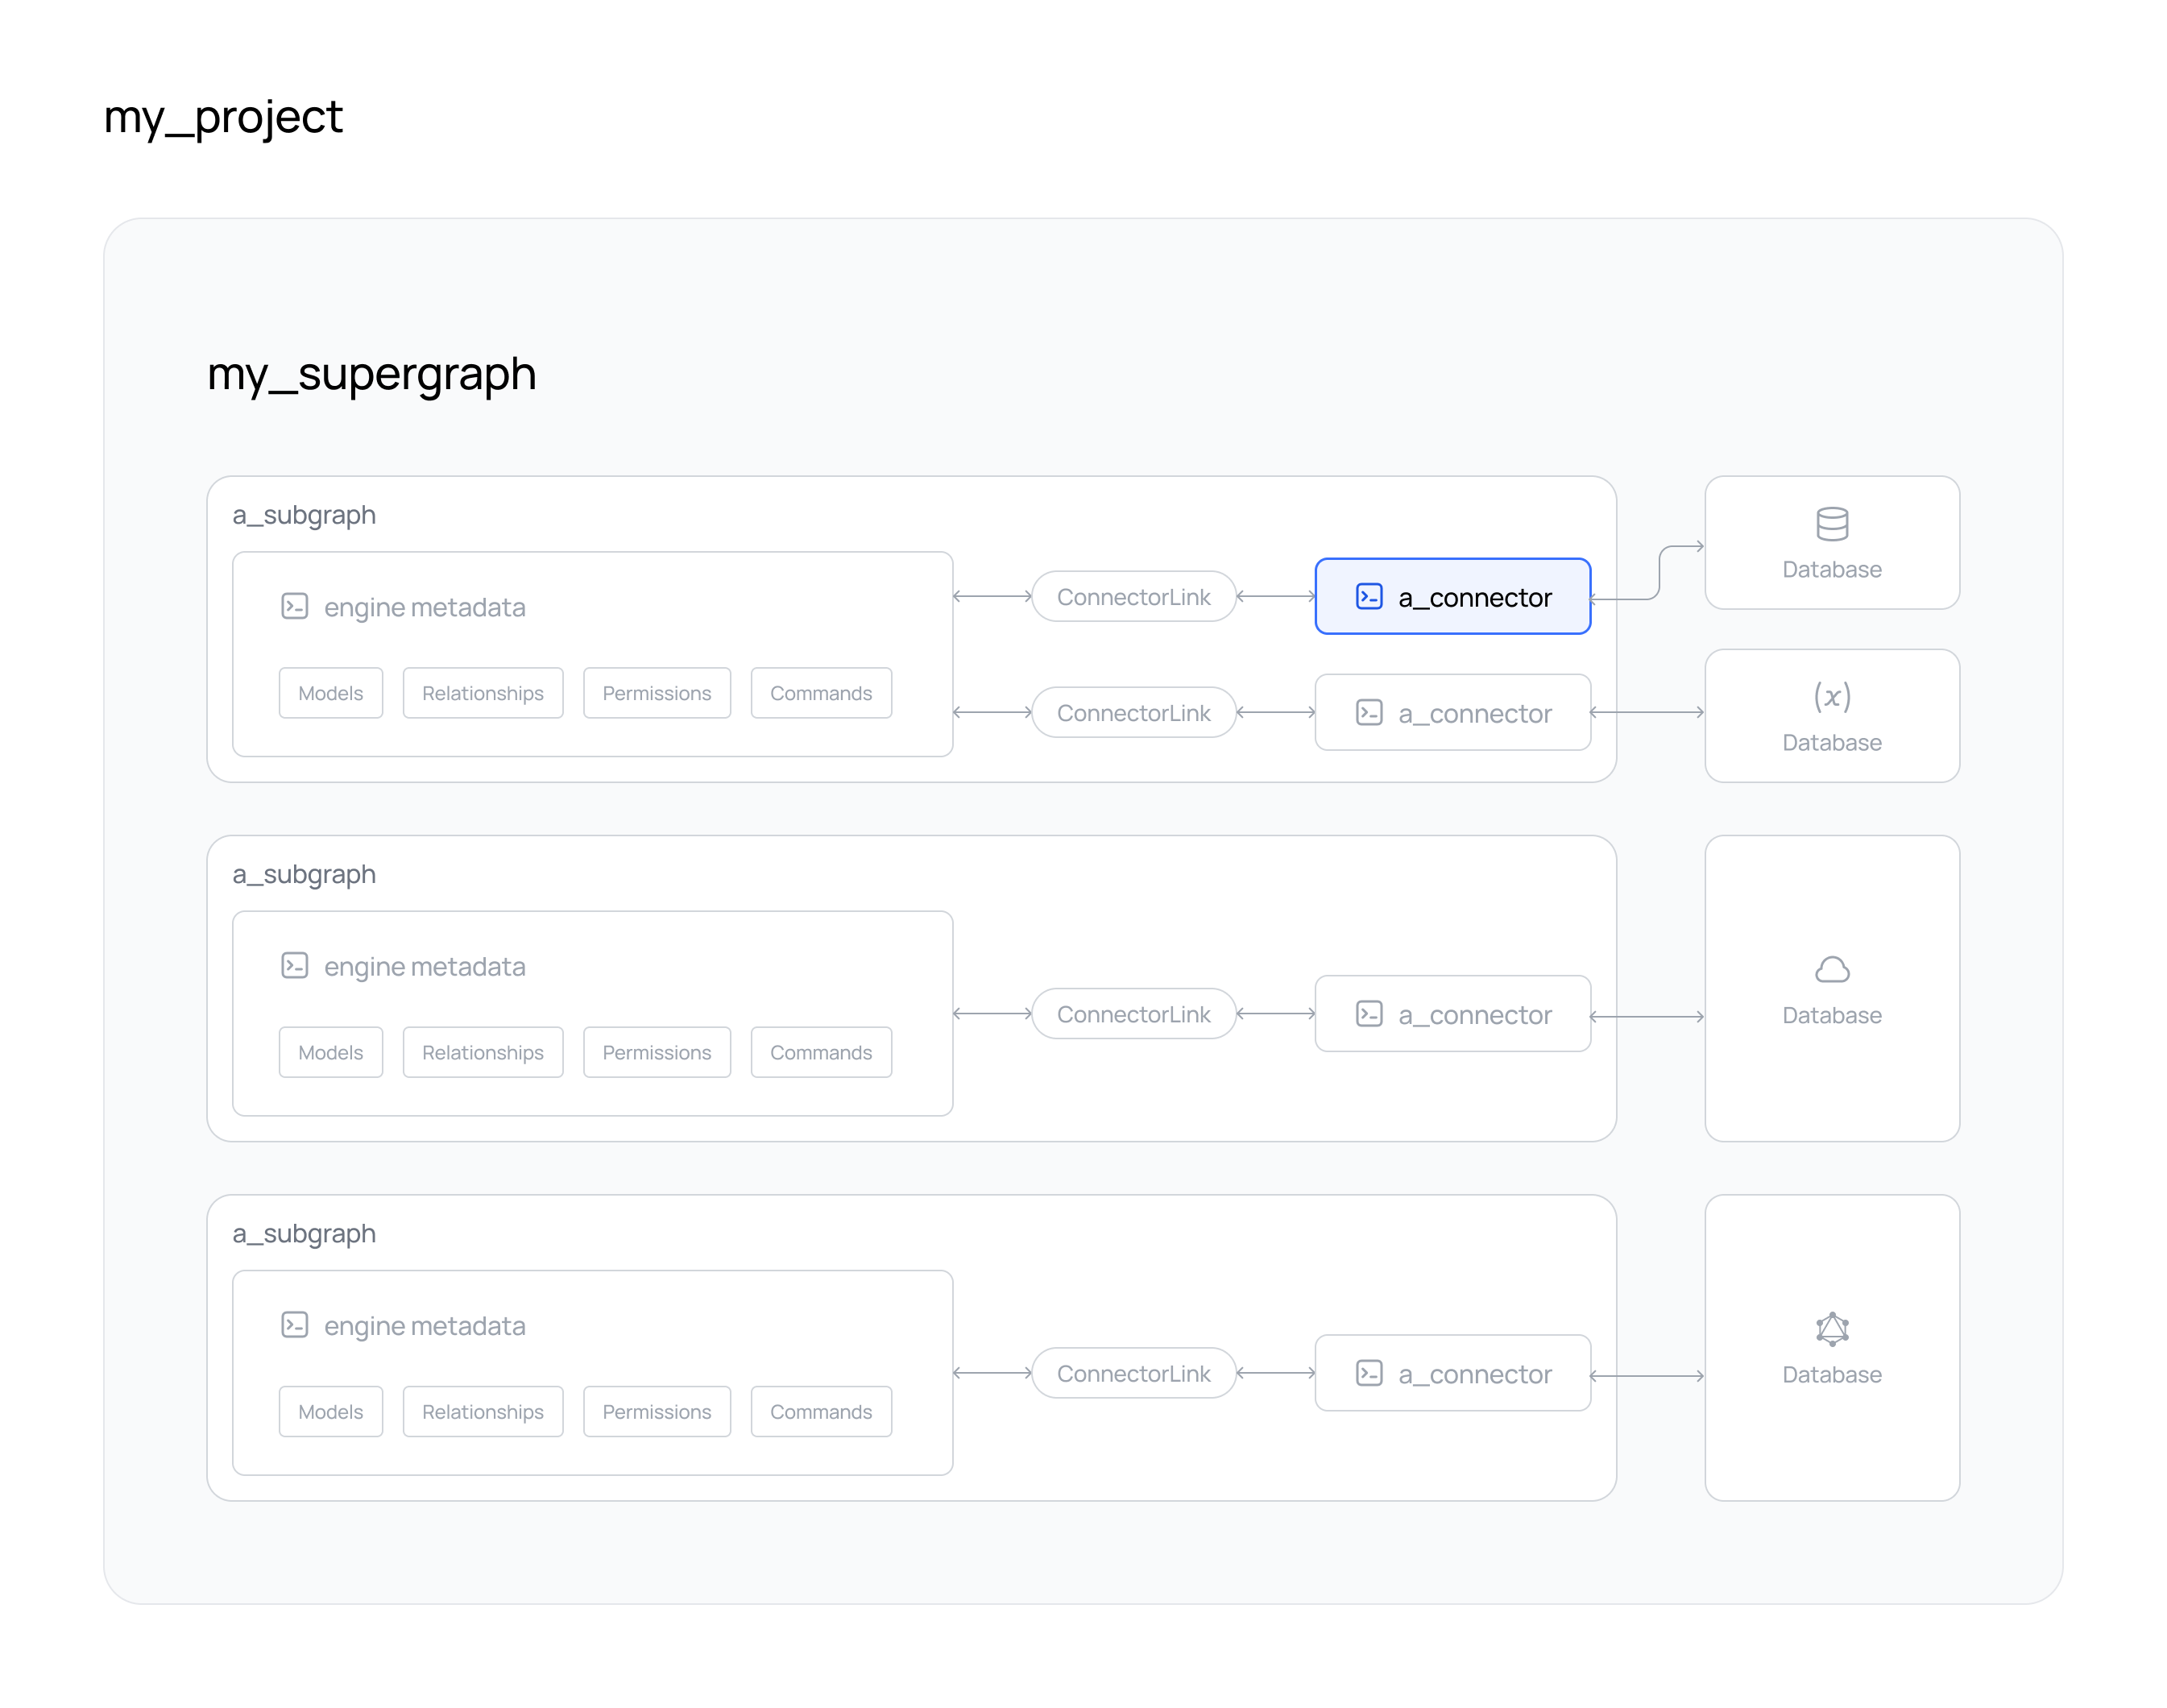 my_project
my_supergraph
a_subgraph
engine metadata
Models Relationships Permissions Commands
ConnectorLink
a_connector
Database
ConnectorLink
a_connector
Database
a_subgraph
engine metadata
Models Relationships Permissions Commands
ConnectorLink
a_connector
Database
a_subgraph
engine metadata
Models Relationships Permissions Commands
ConnectorLink
a_connector
Database